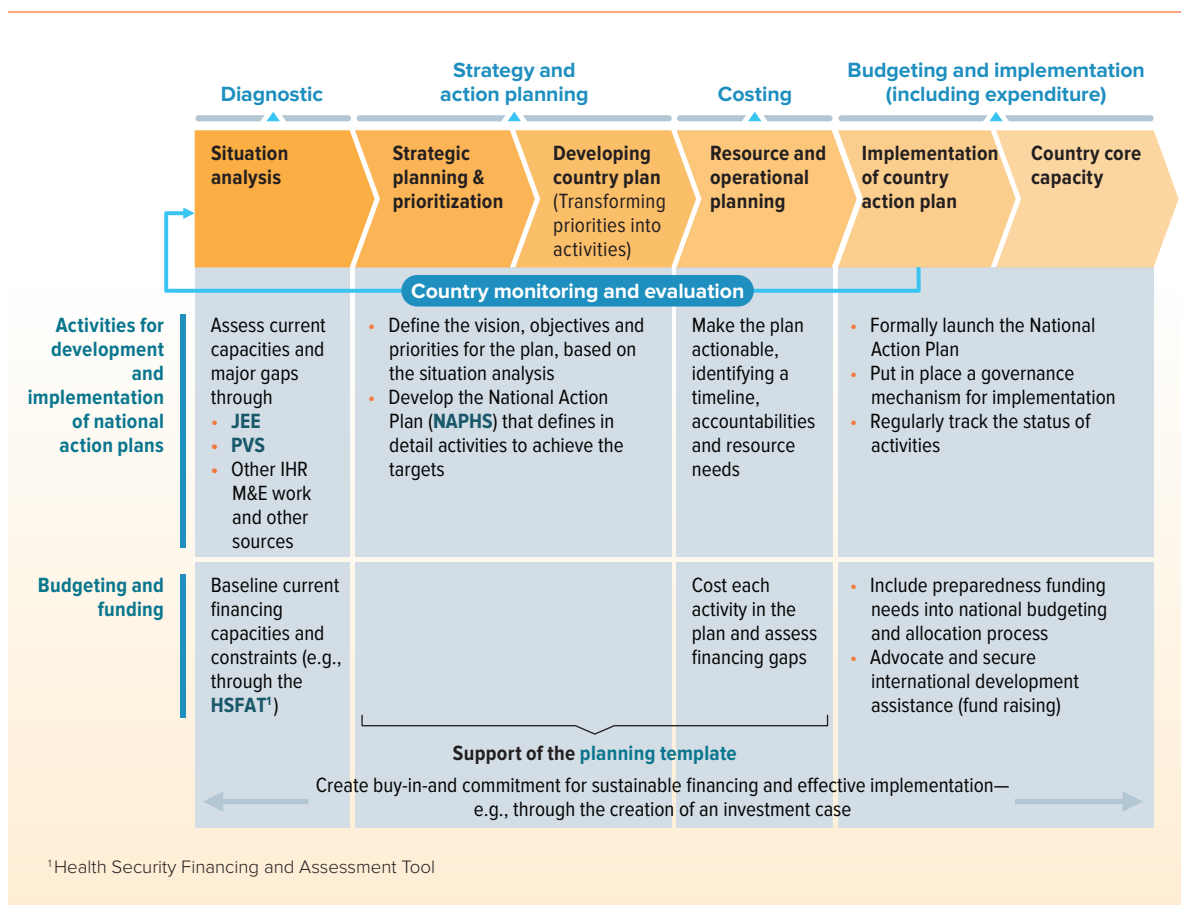 Diagnostic
Strategy and
action planning
Costing
Budgeting and implementation
(including expenditure)
Situation
analysis
Strategic
planning &
prioritization
Developing
country plan
(Transforming
priorities into
activities)
Resource and
operational
planning
Implementation
of country
action plan
Country core
capacity
Country monitoring and evaluation
Activities for
development
and
implementation
of national
action plans
Assess current
capacities and
major gaps
through
• JEE
• PVS
• Other IHR
M&E work
and other
sources
• Define the vision, objectives and
priorities for the plan, based on
the situation analysis
• Develop the National Action
Plan (NAPHS) that defines in
detail activities to achieve the
targets
Make the plan
actionable,
identifying a
timeline,
accountabilities
and resource
needs
• Formally launch the National
Action Plan
• Put in place a governance
mechanism for implementation
• Regularly track the status of
activities
Budgeting and
funding
Baseline current
financing
capacities and
constraints (e.g.,
through the
HSFAT¹)
Cost each
activity in the
plan and assess
financing gaps
• Include preparedness funding
needs into national budgeting
and allocation process
• Advocate and secure
international development
assistance (fund raising)
Support of the planning template
Create buy-in-and commitment for sustainable financing and effective implementation—
e.g., through the creation of an investment case
¹ Health Security Financing and Assessment Tool